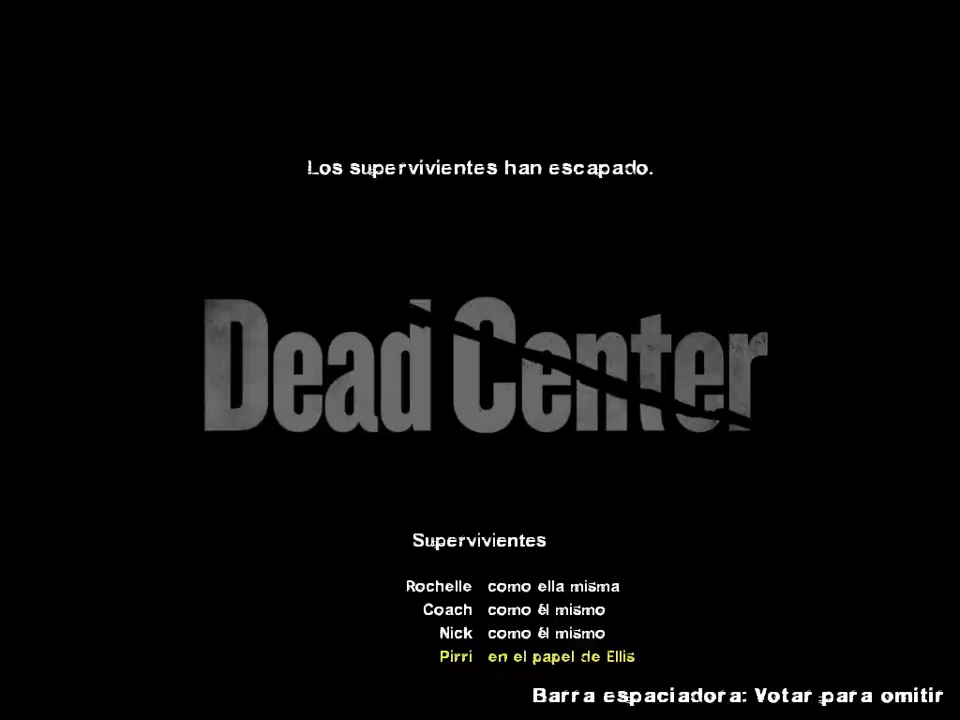 Los supervivientes han escapado.
Dead Center
Supervivientes
Rochelle como ella misma
Coach como él mismo
Nick como él mismo
Pirri en el papel de Ellis
Barra espaciadora: Votar para omitir